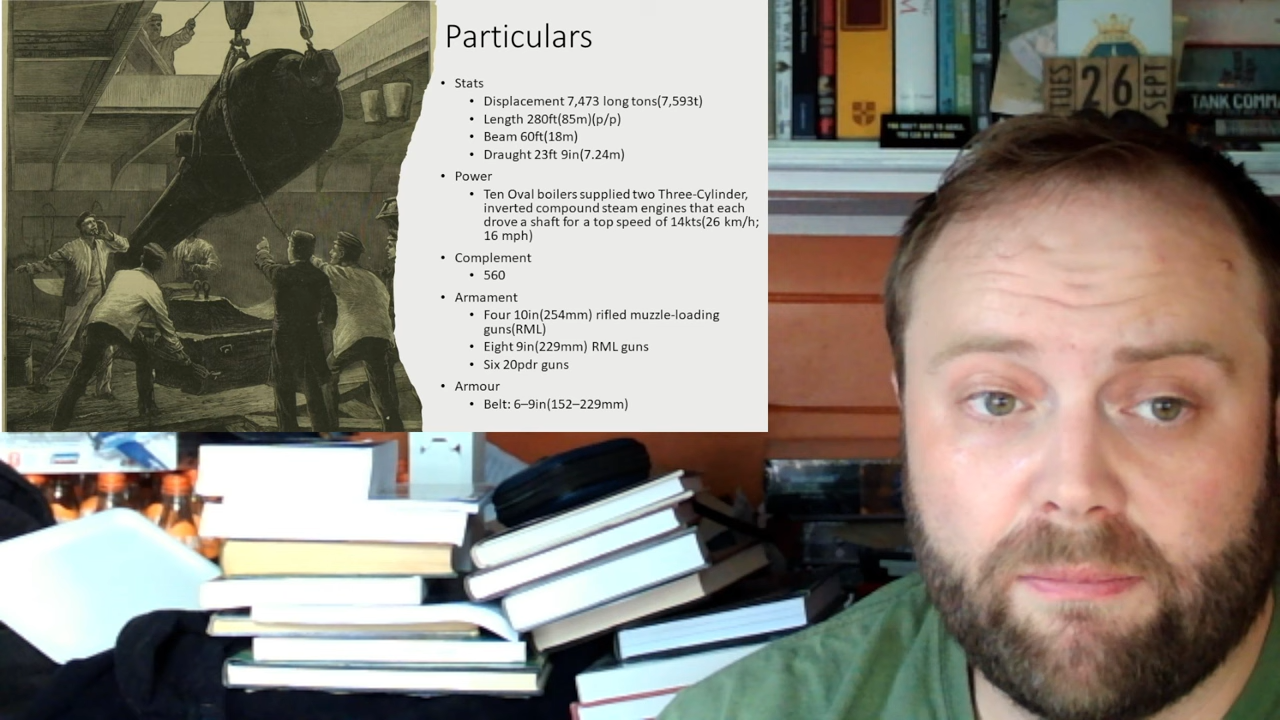 Particulars
• Stats
• Displacement 7,473 long tons(7,593t)
• Length 280ft(85m)(p/p)
• Beam 60ft(18m)
• Draught 23ft 9in(7.24m)
• Power
• Ten Oval boilers supplied two Three-Cylinder,
inverted compound steam engines that each
drove a shaft for a top speed of 14kts(26 km/h;
16 mph)
• Complement
• 560
• Armament
• Four 10in(254mm) rifled muzzle-loading
guns(RML)
• Eight 9in(229mm) RML guns
• Six 20pdr guns
• Armour
• Belt: 6–9in(152–229mm)
TUES 26 SEPT
TANK COMM